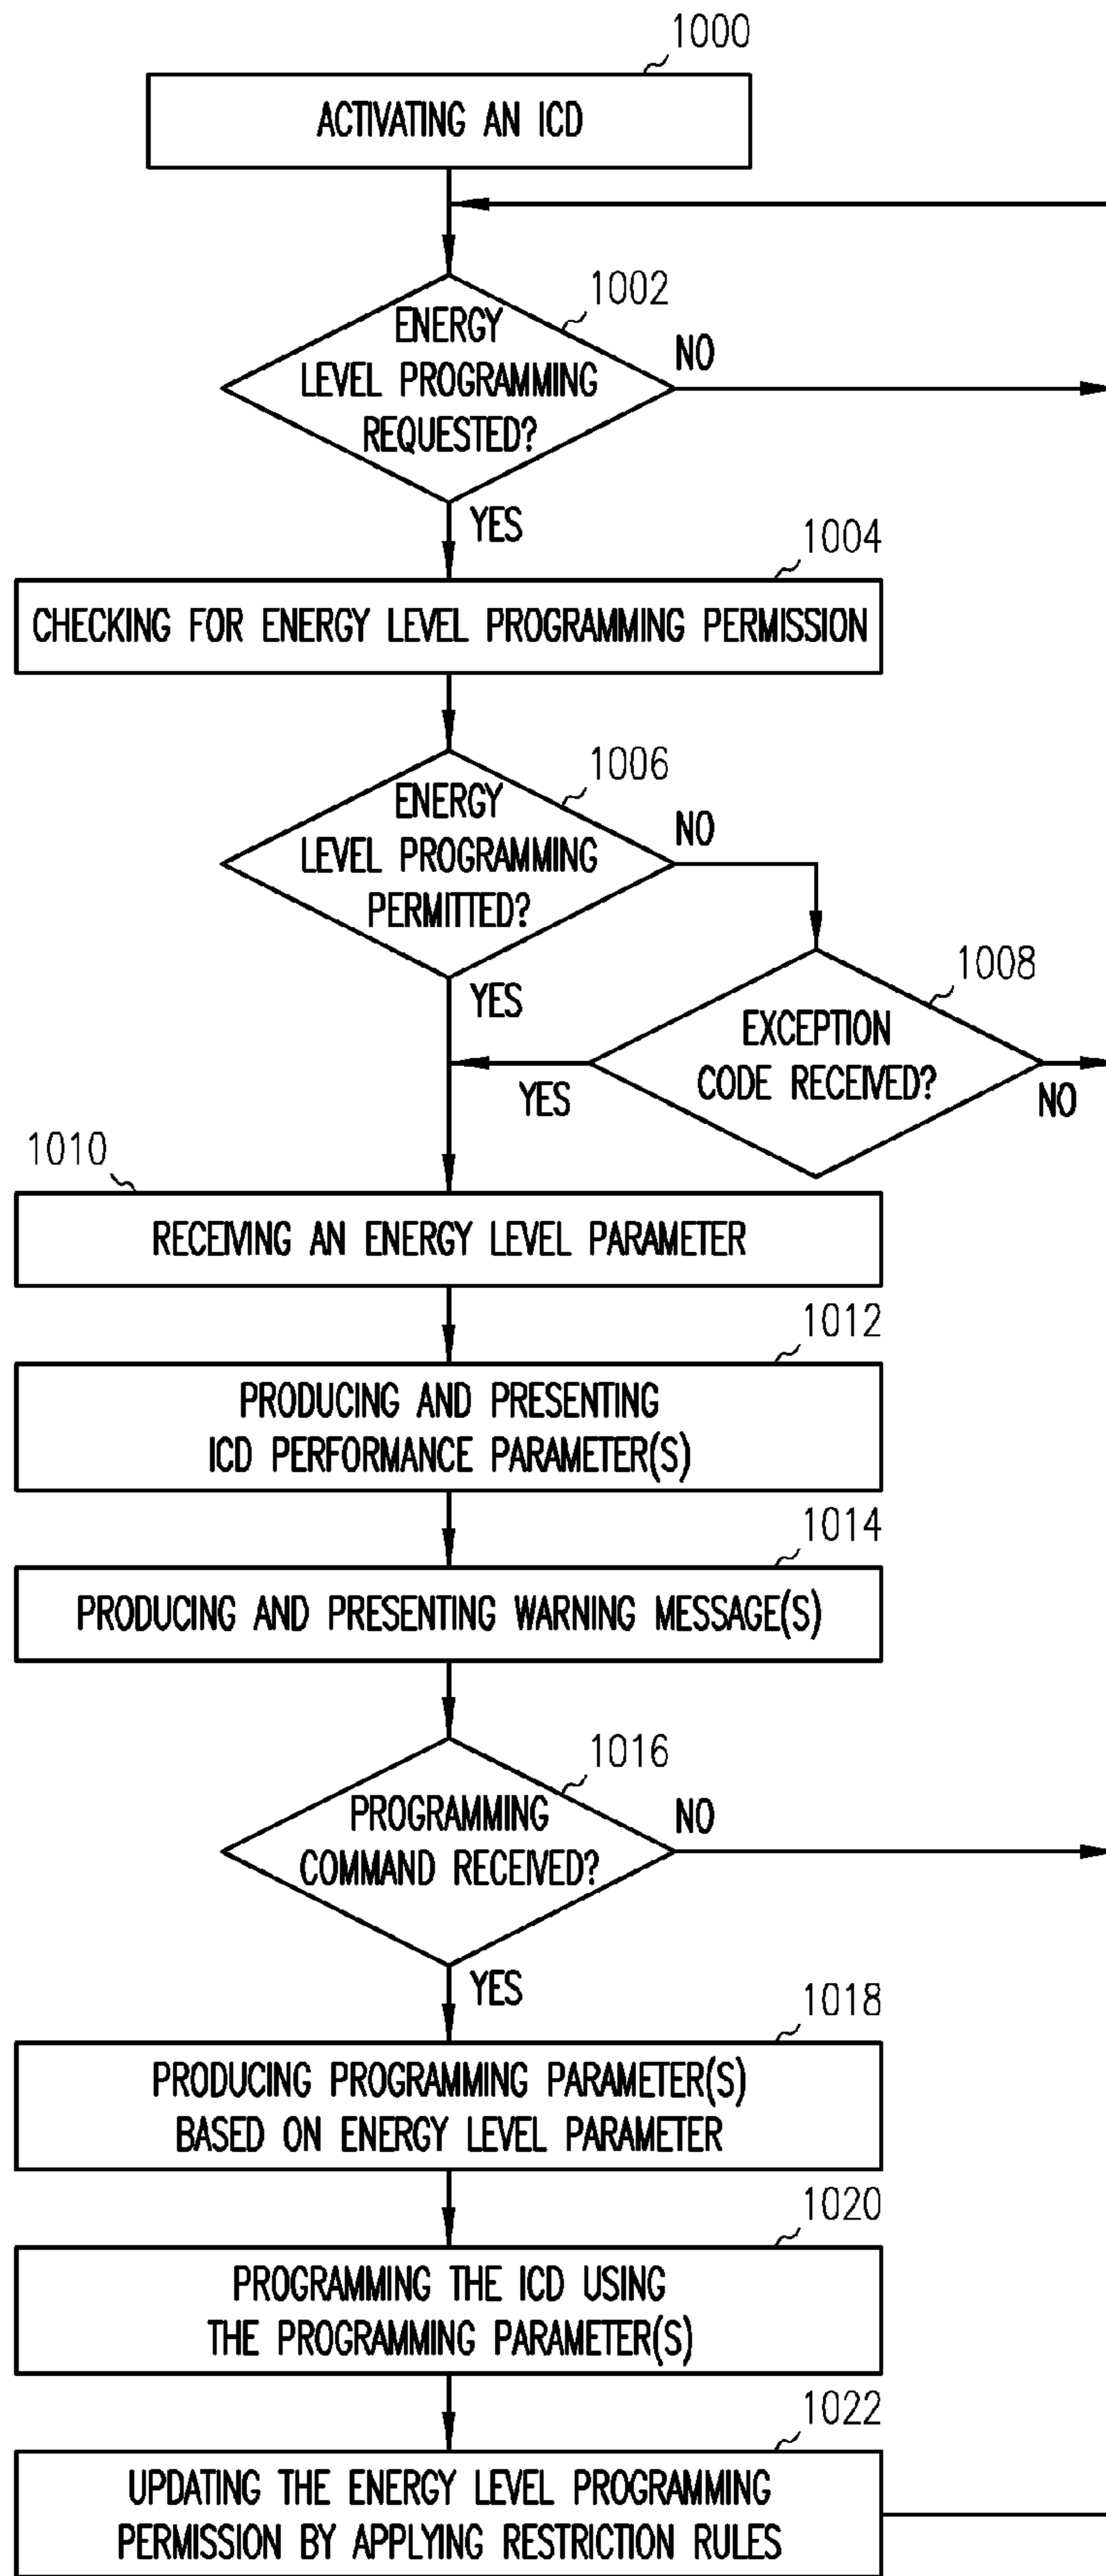 1000
ACTIVATING AN ICD
1002
ENERGY
LEVEL PROGRAMMING
REQUESTED?
NO
YES
1004
CHECKING FOR ENERGY LEVEL PROGRAMMING PERMISSION
1006
ENERGY
LEVEL PROGRAMMING
PERMITTED?
NO
YES
1008
EXCEPTION
CODE RECEIVED?
YES
NO
1010
RECEIVING AN ENERGY LEVEL PARAMETER
1012
PRODUCING AND PRESENTING
ICD PERFORMANCE PARAMETER(S)
1014
PRODUCING AND PRESENTING WARNING MESSAGE(S)
1016
PROGRAMMING
COMMAND RECEIVED?
NO
YES
1018
PRODUCING PROGRAMMING PARAMETER(S)
BASED ON ENERGY LEVEL PARAMETER
1020
PROGRAMMING THE ICD USING
THE PROGRAMMING PARAMETER(S)
1022
UPDATING THE ENERGY LEVEL PROGRAMMING
PERMISSION BY APPLYING RESTRICTION RULES